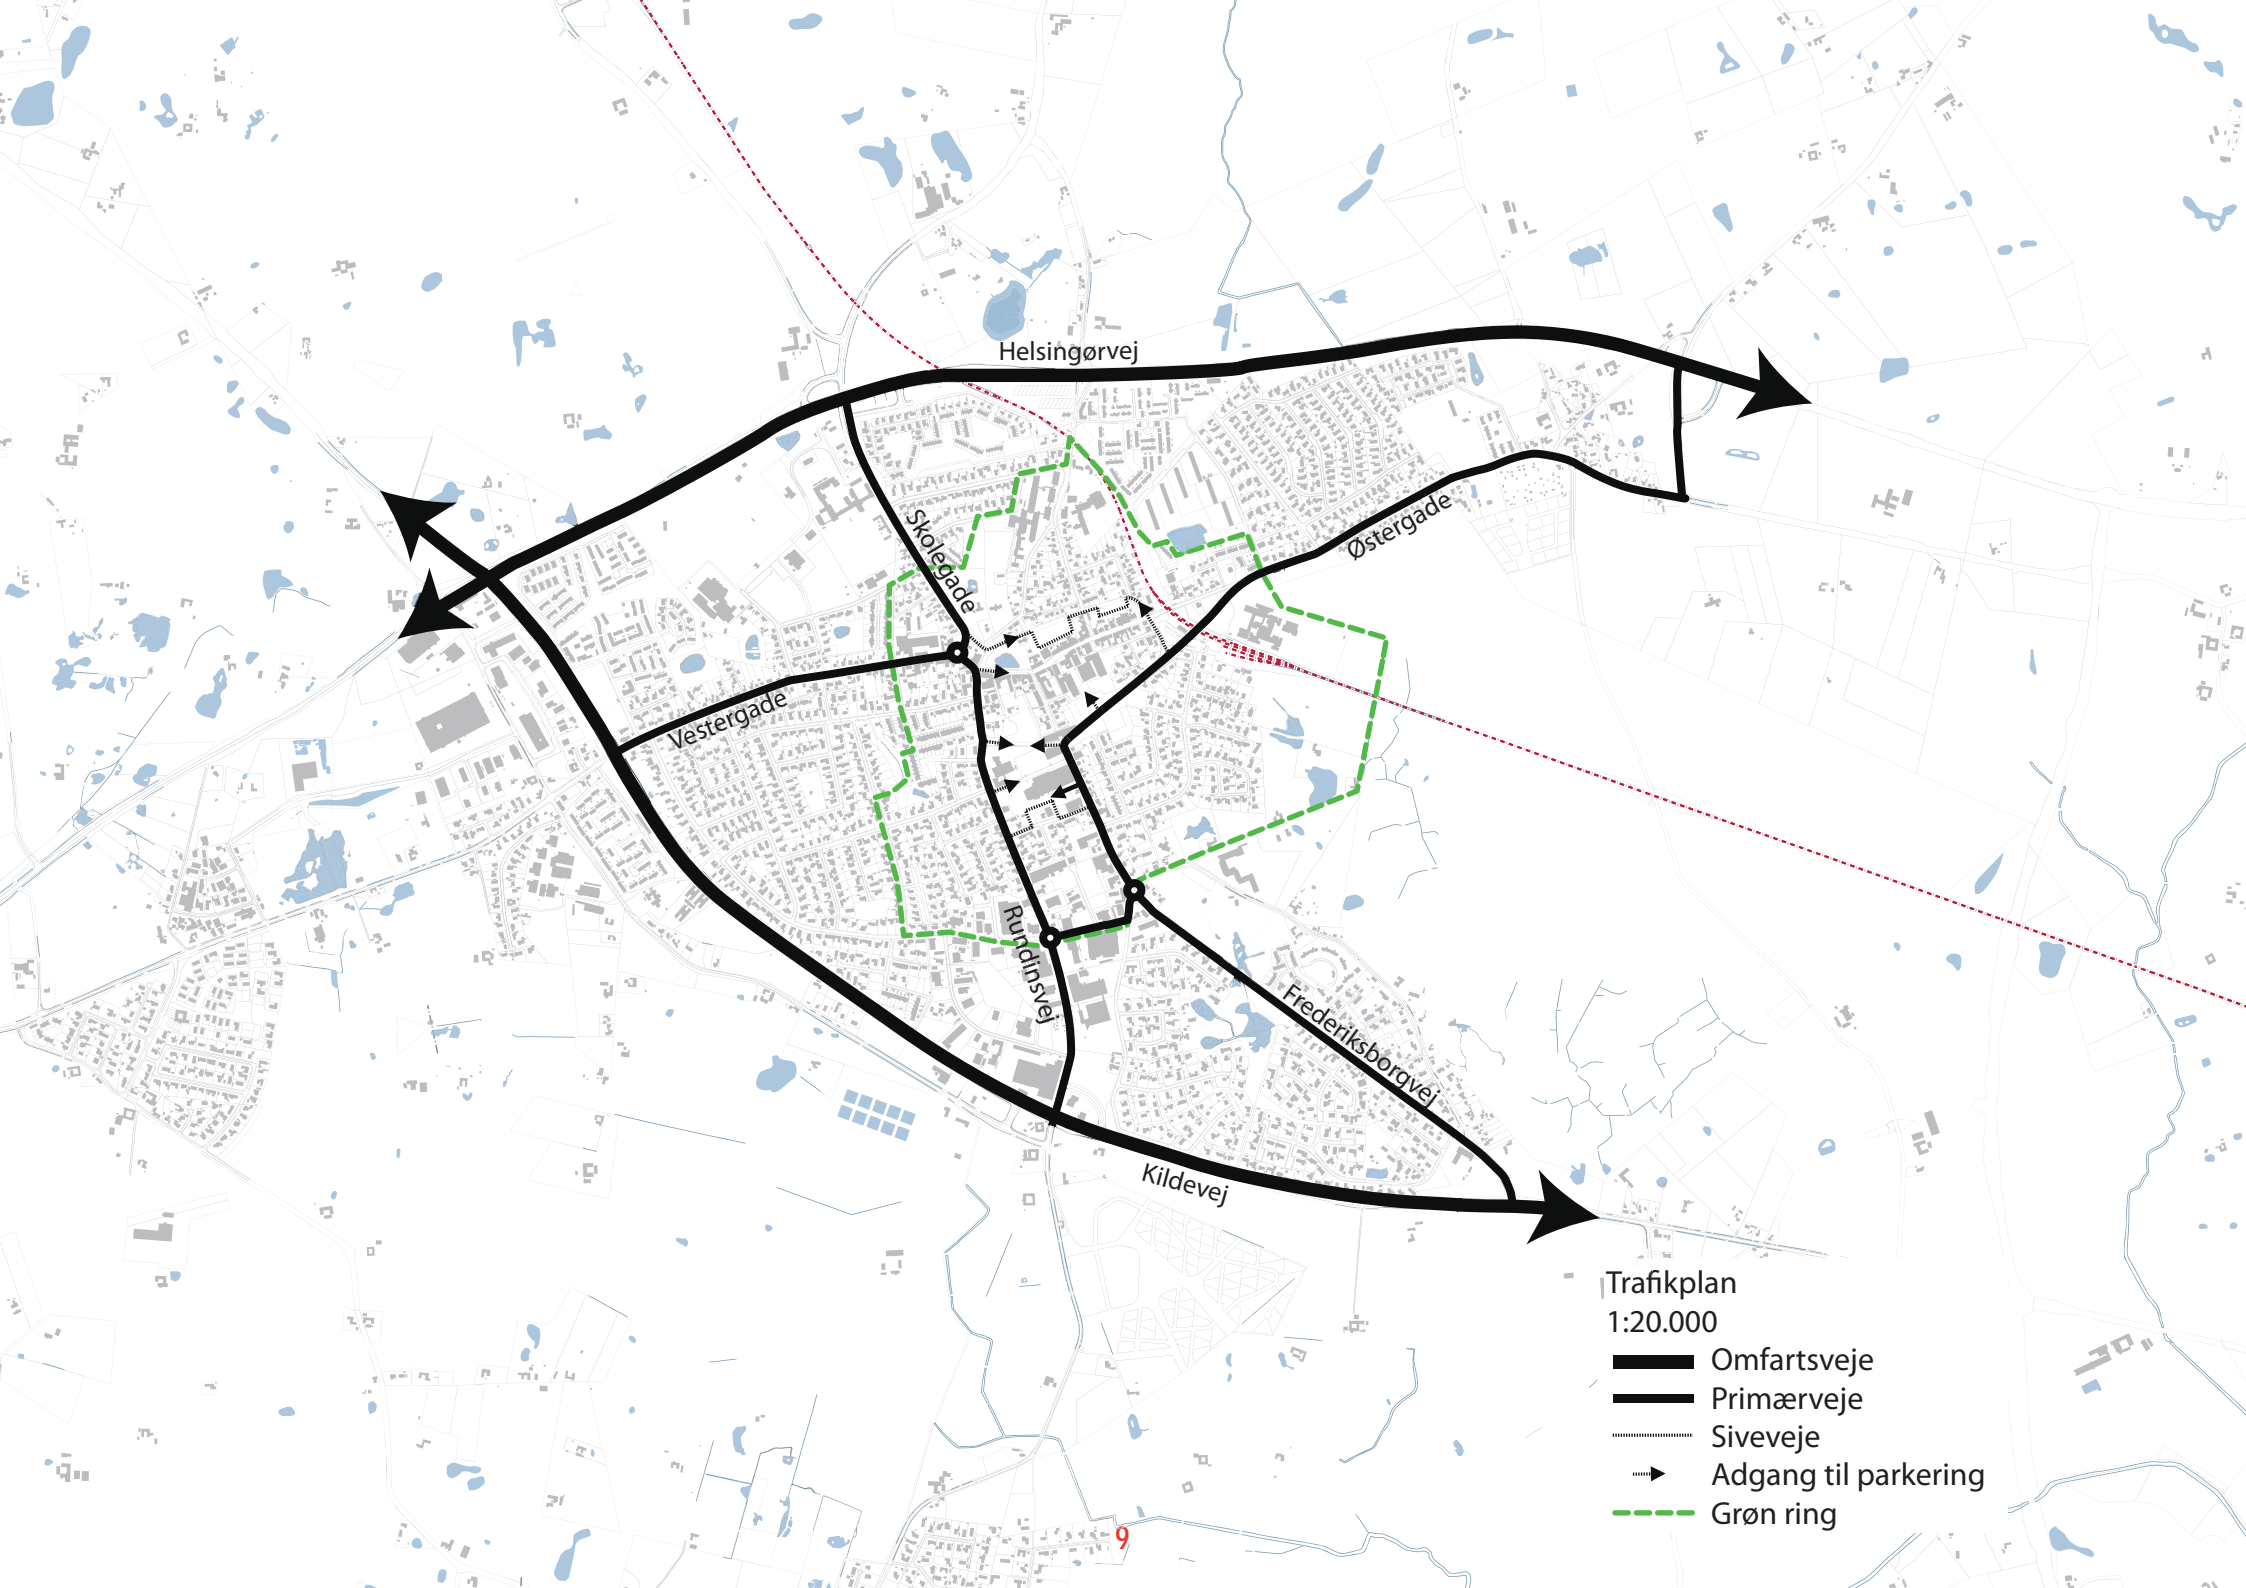 Helsingørvej
Skolegade
Østergade
Vestergade
Rundinsvej
Frederiksborgvej
Kildevej
Trafikplan
1:20.000
Omfartsveje
Primærveje
Siveveje
Adgang til parkering
Grøn ring
9